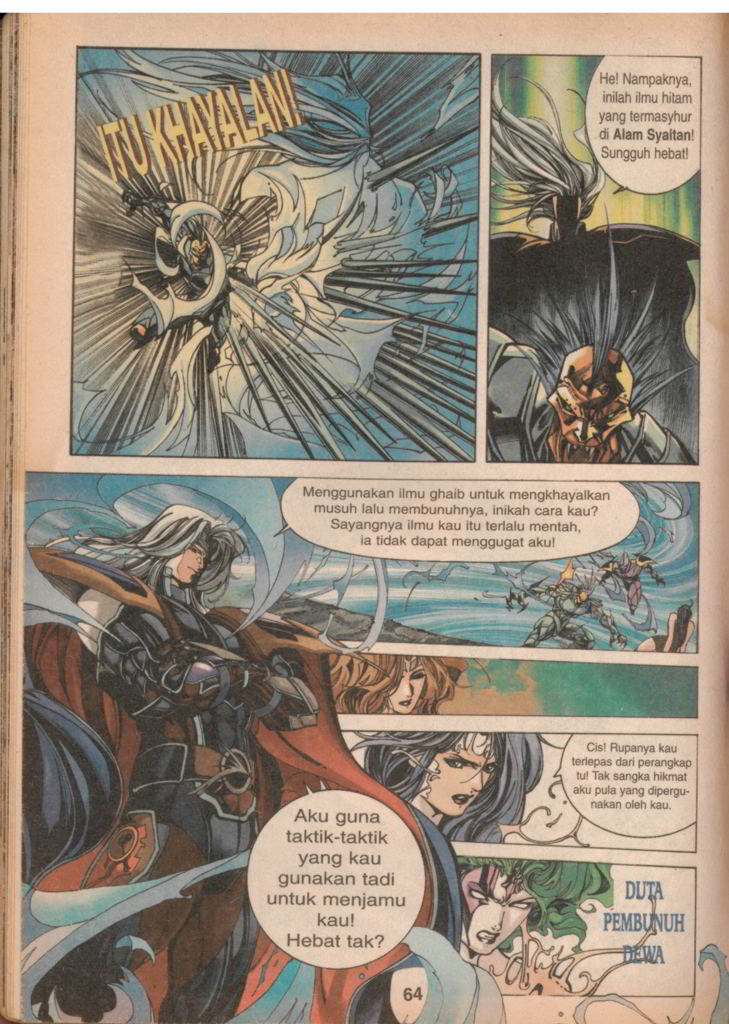 ITU KHAYALAN!
He! Nampaknya,
inilah ilmu hitam
yang termasyhur
di Alam Syaitan!
Sungguh hebat!
Menggunakan ilmu ghaib untuk mengkhayalkan
musuh lalu membunuhnya, inikah cara kau?
Sayangnya ilmu kau itu terlalu mentah,
ia tidak dapat menggugat aku!
Cis! Rupanya kau
terlepas dari perangkap
tu! Tak sangka hikmat
aku pula yang dipergu-
nakan oleh kau.
Aku guna
taktik-taktik
yang kau
gunakan tadi
untuk menjamu
kau!
Hebat tak?
DUTA
PEMBUNUH
DEWA
64